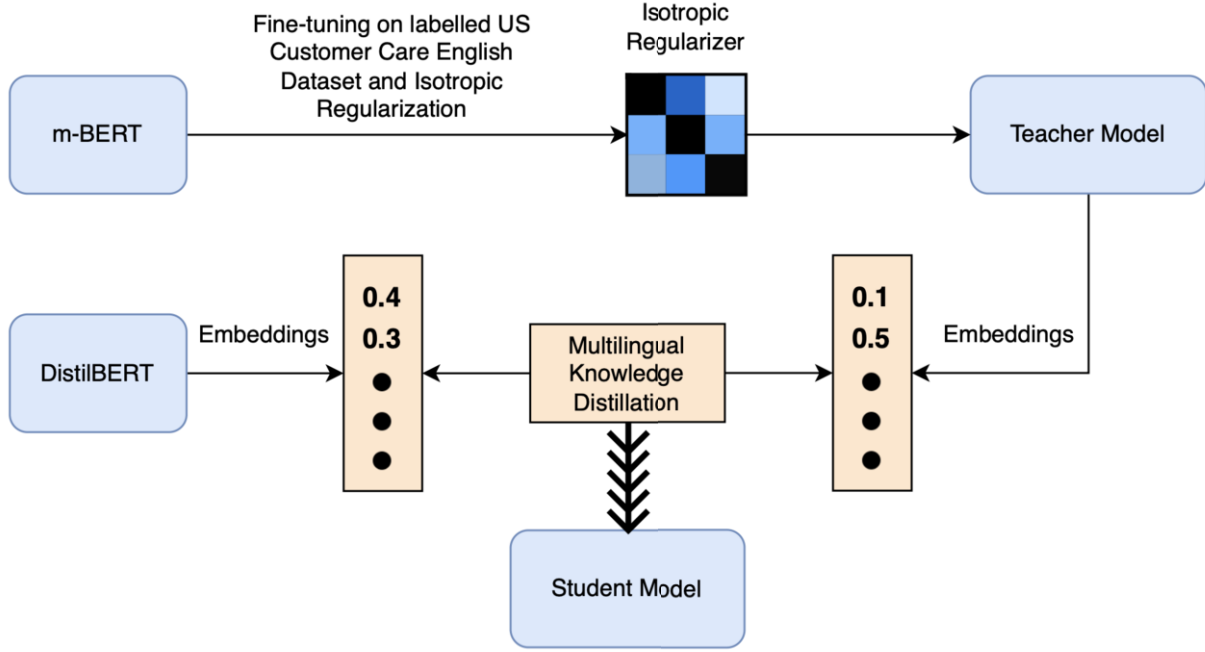 Fine-tuning on labelled US
Customer Care English
Dataset and Isotropic
Regularization
Isotropic
Regularizer
m-BERT
Teacher Model
DistilBERT
Embeddings
0.4
0.3
Multilingual
Knowledge
Distillation
0.1
0.5
Embeddings
Student Model